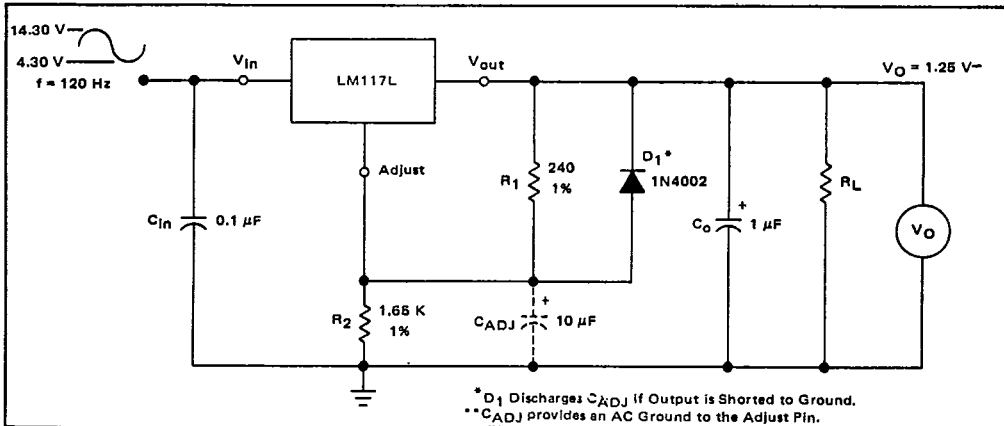 14.30 V
4.30 V
f = 120 Hz
Vin
LM117L
Vout
VO = 1.25 V
Adjust
R1
240
1%
D1*
1N4002
Cin
0.1 µF
Co
+
1 µF
RL
VO
R2
1.65 K
1%
CADJ
+
10 µF
*D1 Discharges CADJ if Output is Shorted to Ground.
**CADJ provides an AC Ground to the Adjust Pin.